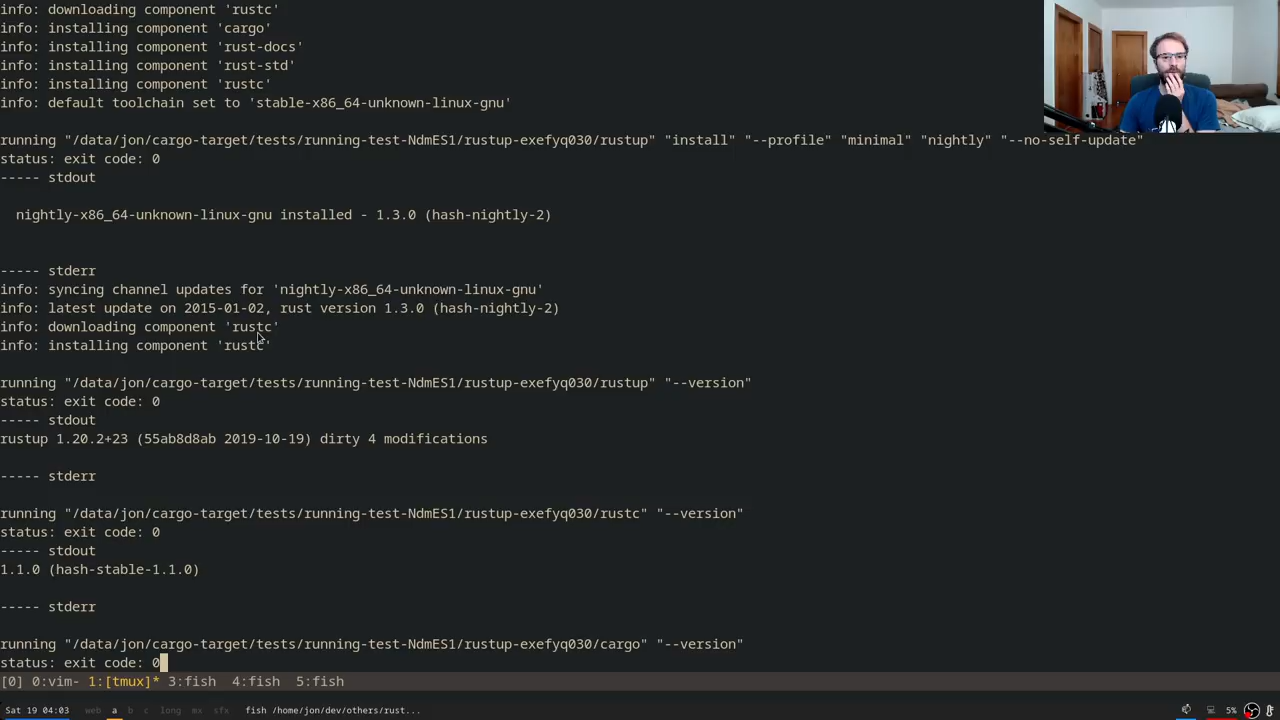 info: downloading component 'rustc'
info: installing component 'cargo'
info: installing component 'rust-docs'
info: installing component 'rust-std'
info: installing component 'rustc'
info: default toolchain set to 'stable-x86_64-unknown-linux-gnu'
running "/data/jon/cargo-target/tests/running-test-NdmES1/rustup-exefyq030/rustup" "install" "--profile" "minimal" "nightly" "--no-self-update"
status: exit code: 0
----- stdout
nightly-x86_64-unknown-linux-gnu installed - 1.3.0 (hash-nightly-2)
----- stderr
info: syncing channel updates for 'nightly-x86_64-unknown-linux-gnu'
info: latest update on 2015-01-02, rust version 1.3.0 (hash-nightly-2)
info: downloading component 'rustc'
info: installing component 'rustc'
running "/data/jon/cargo-target/tests/running-test-NdmES1/rustup-exefyq030/rustup" "--version"
status: exit code: 0
----- stdout
rustup 1.20.2+23 (55ab8d8ab 2019-10-19) dirty 4 modifications
----- stderr
running "/data/jon/cargo-target/tests/running-test-NdmES1/rustup-exefyq030/rustc" "--version"
status: exit code: 0
----- stdout
1.1.0 (hash-stable-1.1.0)
----- stderr
running "/data/jon/cargo-target/tests/running-test-NdmES1/rustup-exefyq030/cargo" "--version"
status: exit code: 0
[0] 0:vim- 1:[tmux]* 3:fish 4:fish 5:fish
Sat 19 04:03 web a b c long mx sfx fish /home/jon/dev/others/rust... 5%